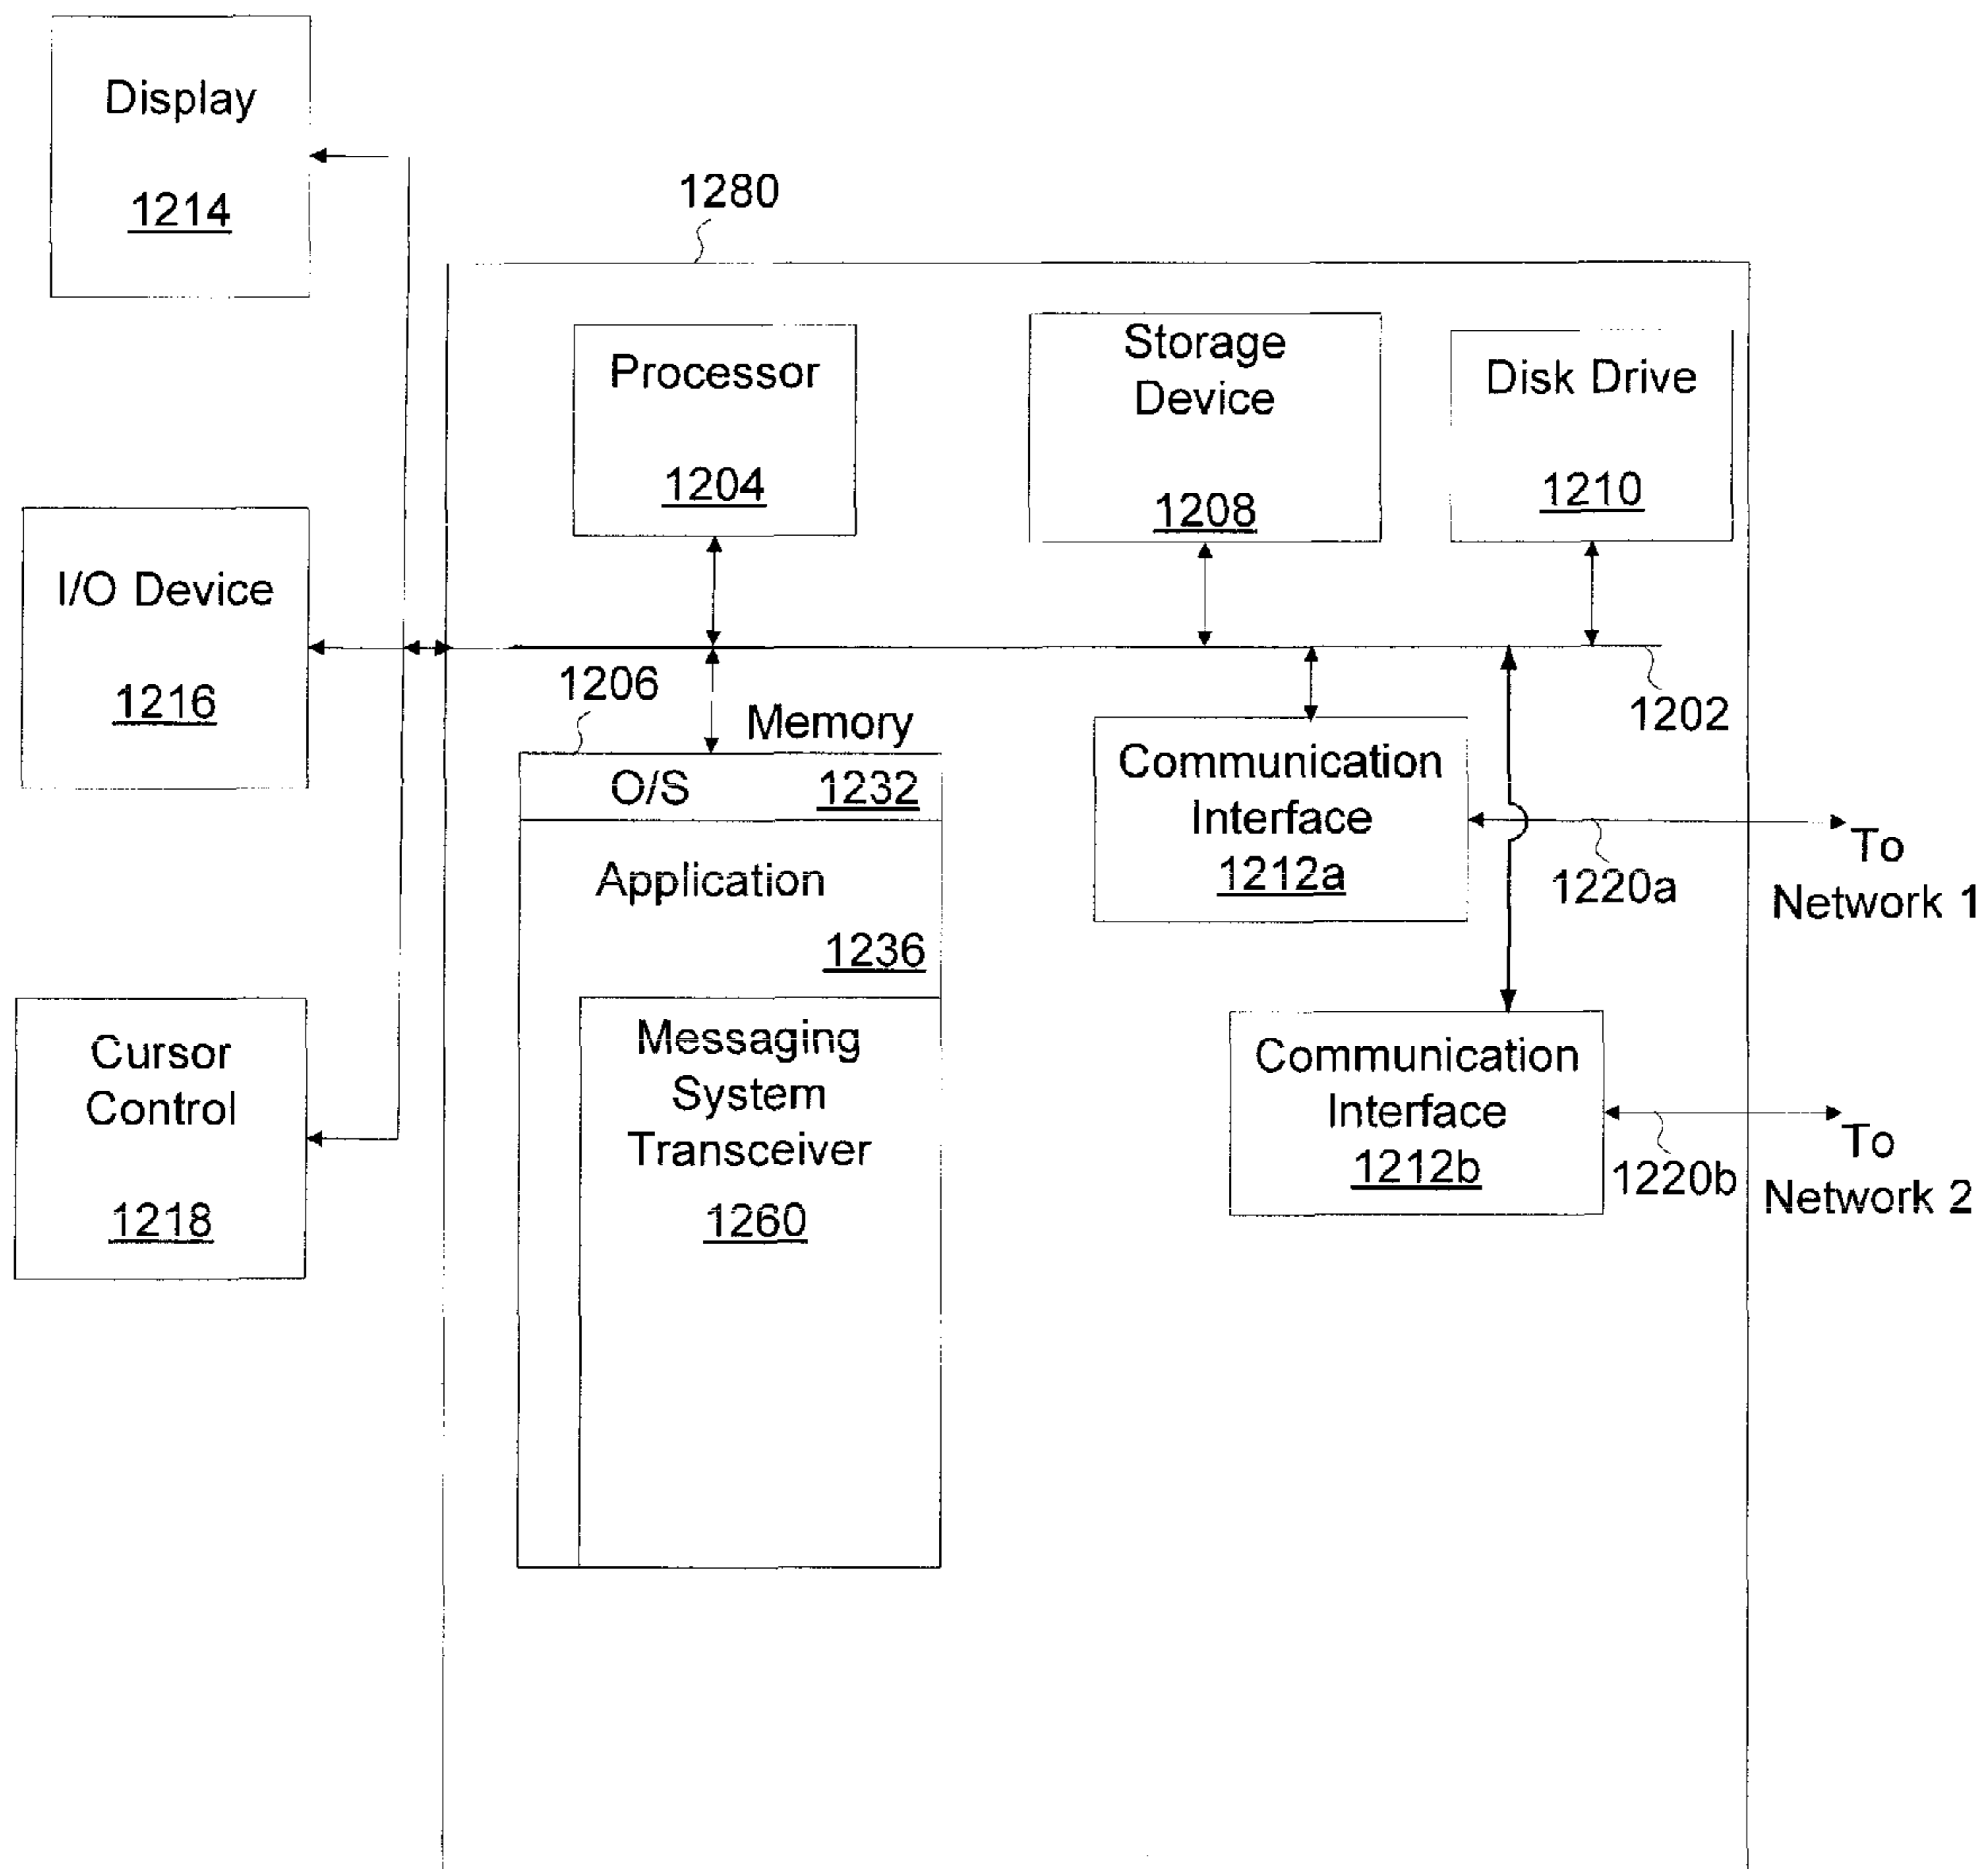 Display
1214
1280
Processor
1204
Storage
Device
1208
Disk Drive
1210
I/O Device
1216
1206
Memory
1202
O/S 1232
Application
1236
Messaging
System
Transceiver
1260
Communication
Interface
1212a
1220a
To
Network 1
Cursor
Control
1218
Communication
Interface
1212b
1220b
To
Network 2